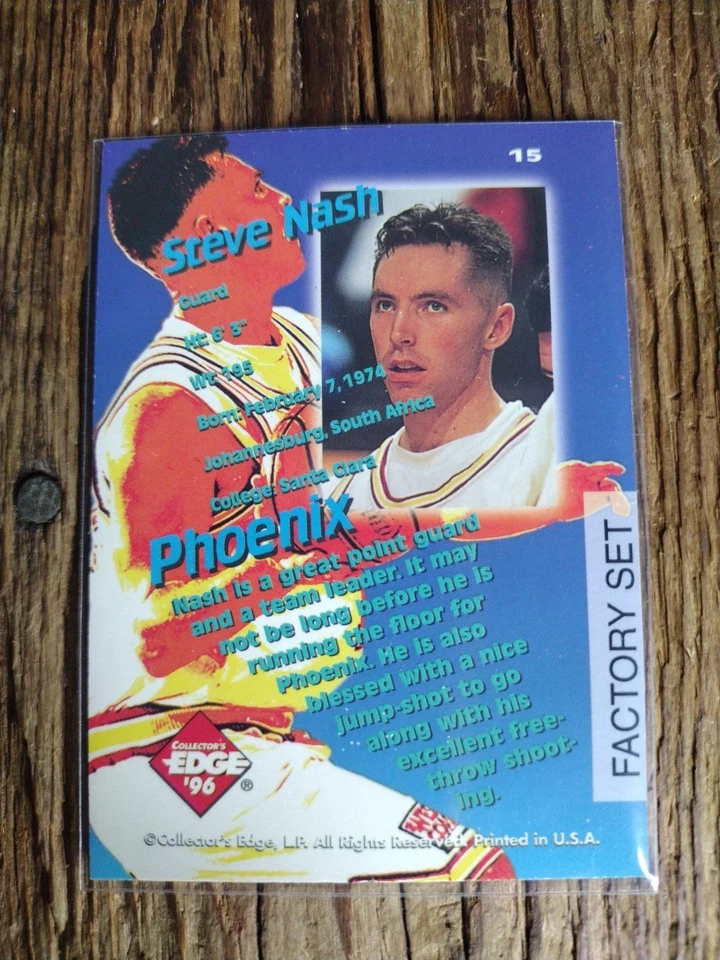 15
Steve Nash
Guard
Ht: 6' 3"
Wt: 195
Born: February 7, 1974
Johannesburg, South Africa
College: Santa Clara
Phoenix
Nash is a great point guard
and a team leader. It may
not be long before he is
running the floor for
Phoenix. He is also
blessed with a nice
jump-shot to go
along with his
excellent free-
throw shoot-
ing.
FACTORY SET
COLLECTOR'S
EDGE
'96
®
©Collector's Edge, L.P. All Rights Reserved. Printed in U.S.A.